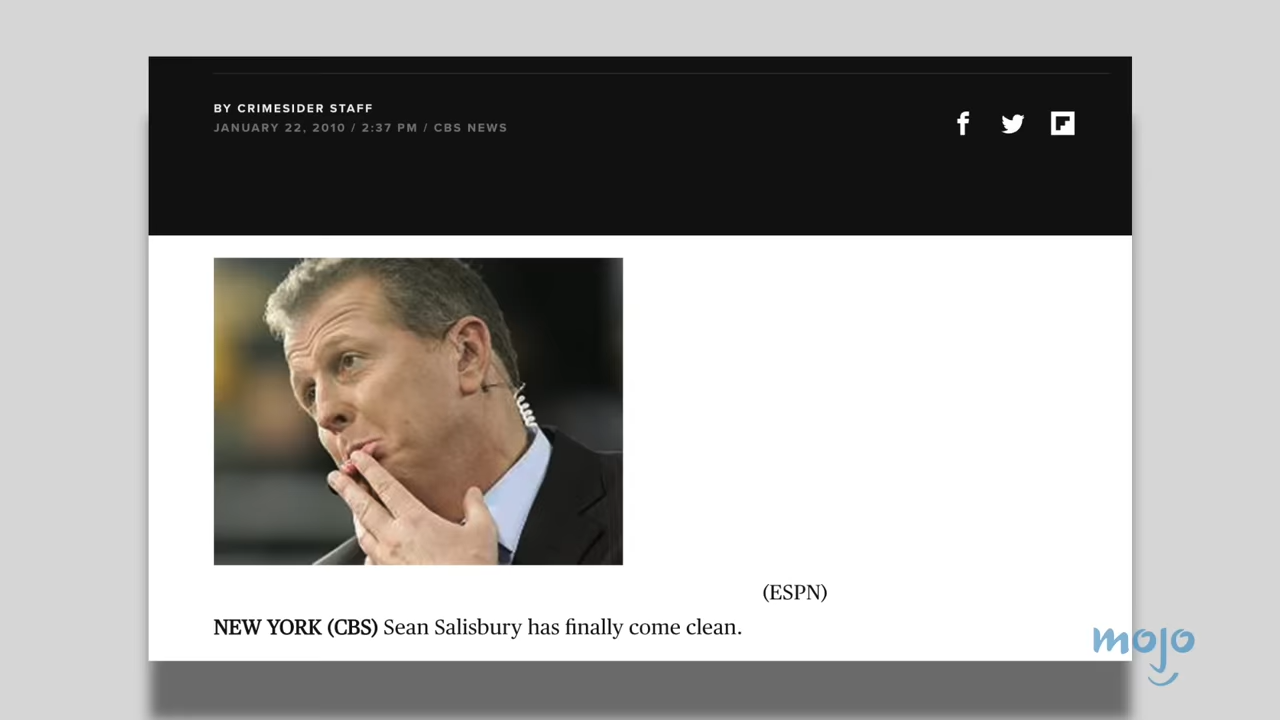 BY CRIMESIDER STAFF
JANUARY 22, 2010 / 2:37 PM / CBS NEWS
(ESPN)
NEW YORK (CBS) Sean Salisbury has finally come clean.
mojo